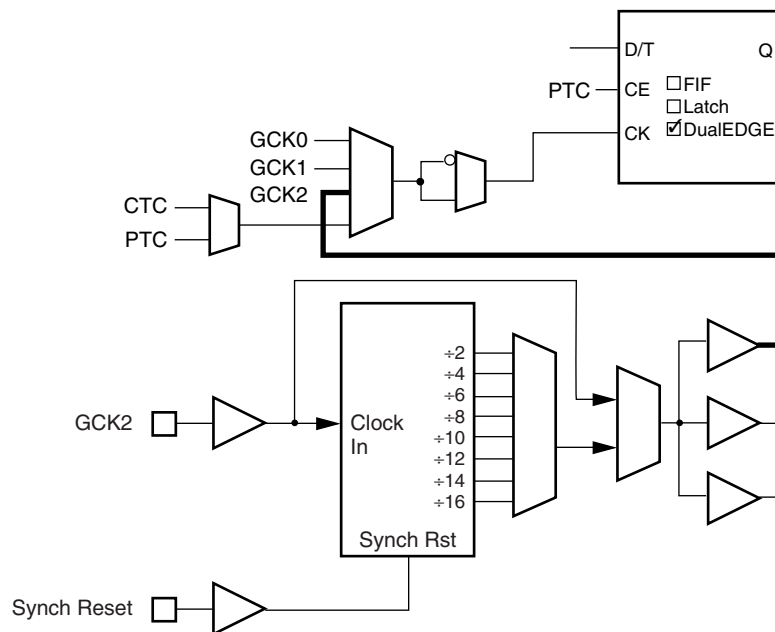 D/T
Q
PTC
CE
FIF
Latch
DualEDGE
CK
GCK0
GCK1
GCK2
CTC
PTC
÷2
÷4
÷6
÷8
÷10
÷12
÷14
÷16
GCK2
Clock
In
Synch Rst
Synch Reset